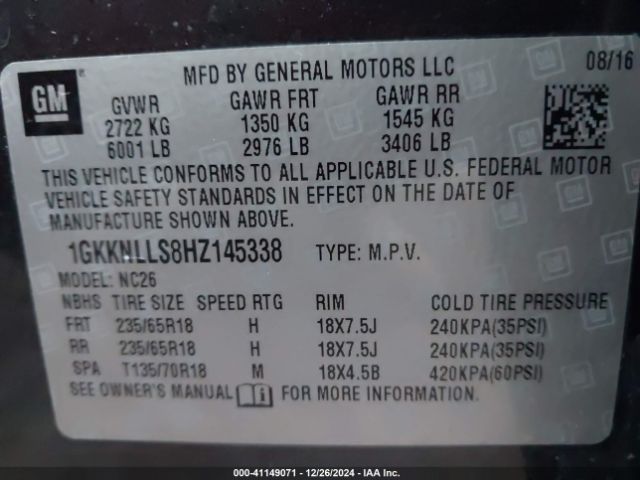 MFD BY GENERAL MOTORS LLC 08/16
GM ®
GVWR GAWR FRT GAWR RR
2722 KG 1350 KG 1545 KG
6001 LB 2976 LB 3406 LB
THIS VEHICLE CONFORMS TO ALL APPLICABLE U.S. FEDERAL MOTOR
VEHICLE SAFETY STANDARDS IN EFFECT ON THE DATE OF
MANUFACTURE SHOWN ABOVE.
1GKKNLLS8HZ145338 TYPE: M.P.V.
MODEL: NC26
NBHS TIRE SIZE SPEED RTG RIM COLD TIRE PRESSURE
FRT 235/65R18 H 18X7.5J 240KPA(35PSI)
RR 235/65R18 H 18X7.5J 240KPA(35PSI)
SPA T135/70R18 M 18X4.5B 420KPA(60PSI)
SEE OWNER'S MANUAL FOR MORE INFORMATION.
000-41149071 - 12/26/2024 - IAA Inc.